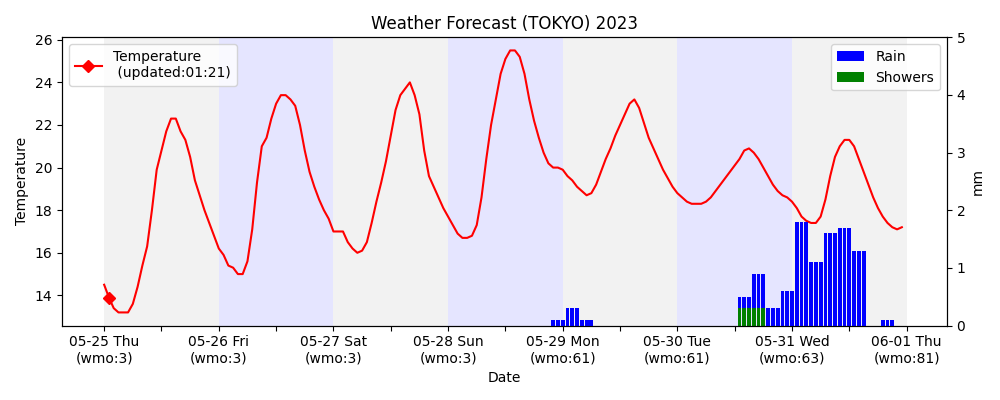 Weather Forecast (TOKYO) 2023
Temperature
(updated:01:21)
Rain
Showers
26
24
22
20
18
16
14
Temperature
5
4
3
2
1
0
mm
05-25 Thu 05-26 Fri 05-27 Sat 05-28 Sun 05-29 Mon 05-30 Tue 05-31 Wed 06-01 Thu
(wmo:3) (wmo:3) (wmo:3) (wmo:3) (wmo:61) (wmo:61) (wmo:63) (wmo:81)
Date